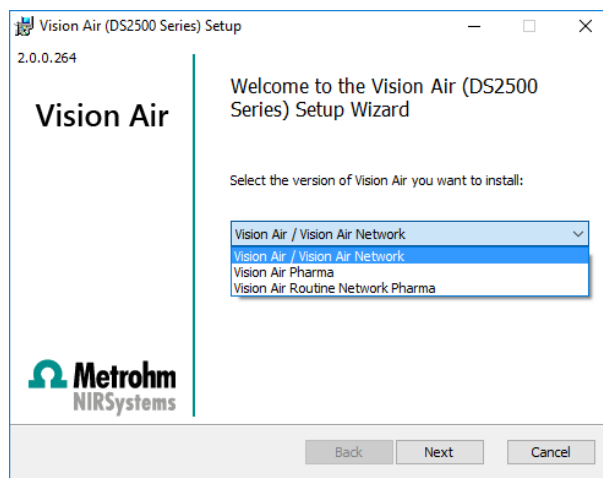 Vision Air (DS2500 Series) Setup
2.0.0.264
Vision Air
Welcome to the Vision Air (DS2500
Series) Setup Wizard
Select the version of Vision Air you want to install:
Vision Air / Vision Air Network
Vision Air / Vision Air Network
Vision Air Pharma
Vision Air Routine Network Pharma
Metrohm
NIRSystems
Back
Next
Cancel